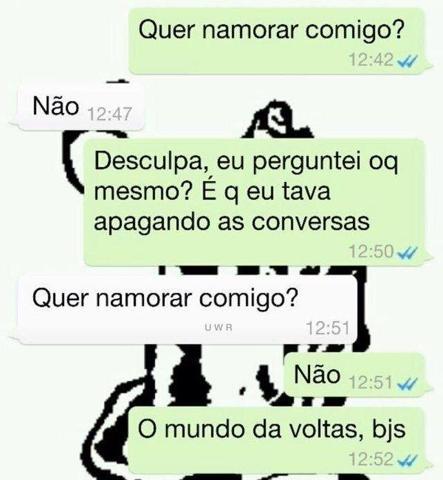 Quer namorar comigo?
12:42
Não 12:47
Desculpa, eu perguntei oq
mesmo? É q eu tava
apagando as conversas
12:50
Quer namorar comigo?
UWR 12:51
Não 12:51
O mundo da voltas, bjs
12:52